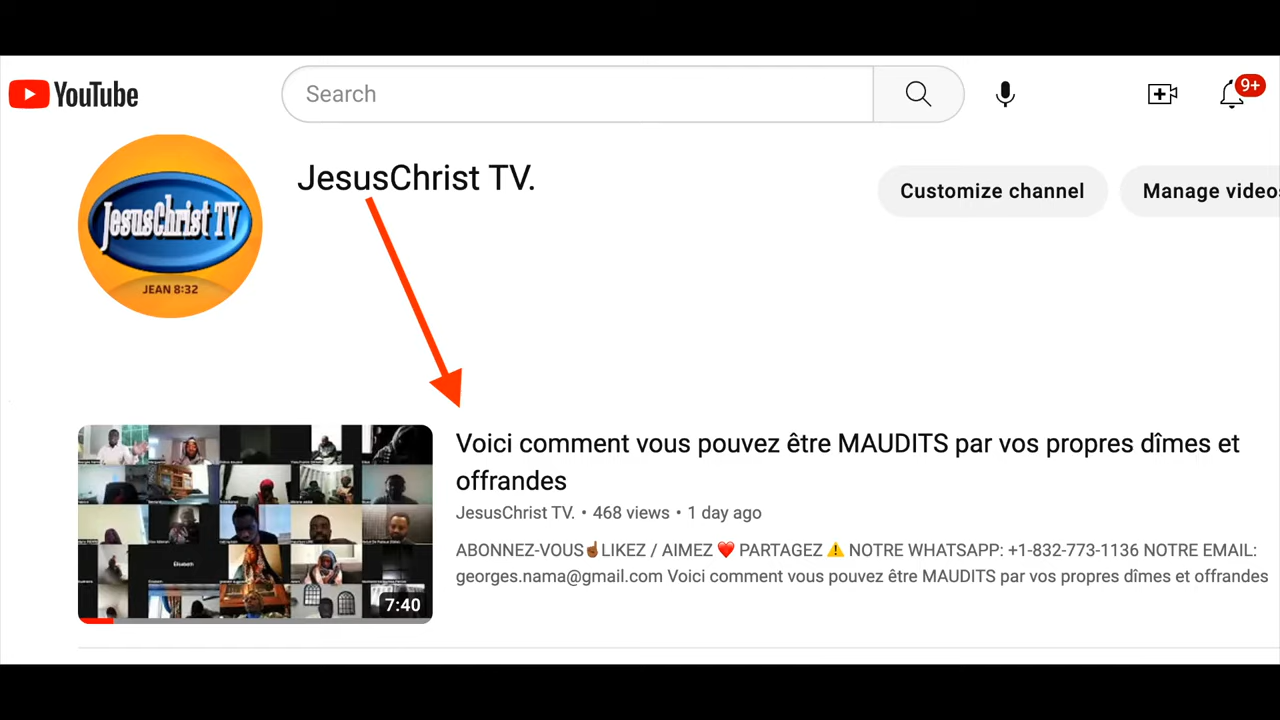 YouTube
Search
9+
JesusChrist TV.
Customize channel
Manage videos
JesusChrist TV
JEAN 8:32
Voici comment vous pouvez être MAUDITS par vos propres dîmes et
offrandes
JesusChrist TV. • 468 views • 1 day ago
ABONNEZ-VOUS☝🏾LIKEZ / AIMEZ ❤️ PARTAGEZ ⚠️ NOTRE WHATSAPP: +1-832-773-1136 NOTRE EMAIL:
georges.nama@gmail.com Voici comment vous pouvez être MAUDITS par vos propres dîmes et offrandes
Elisabeth
7:40